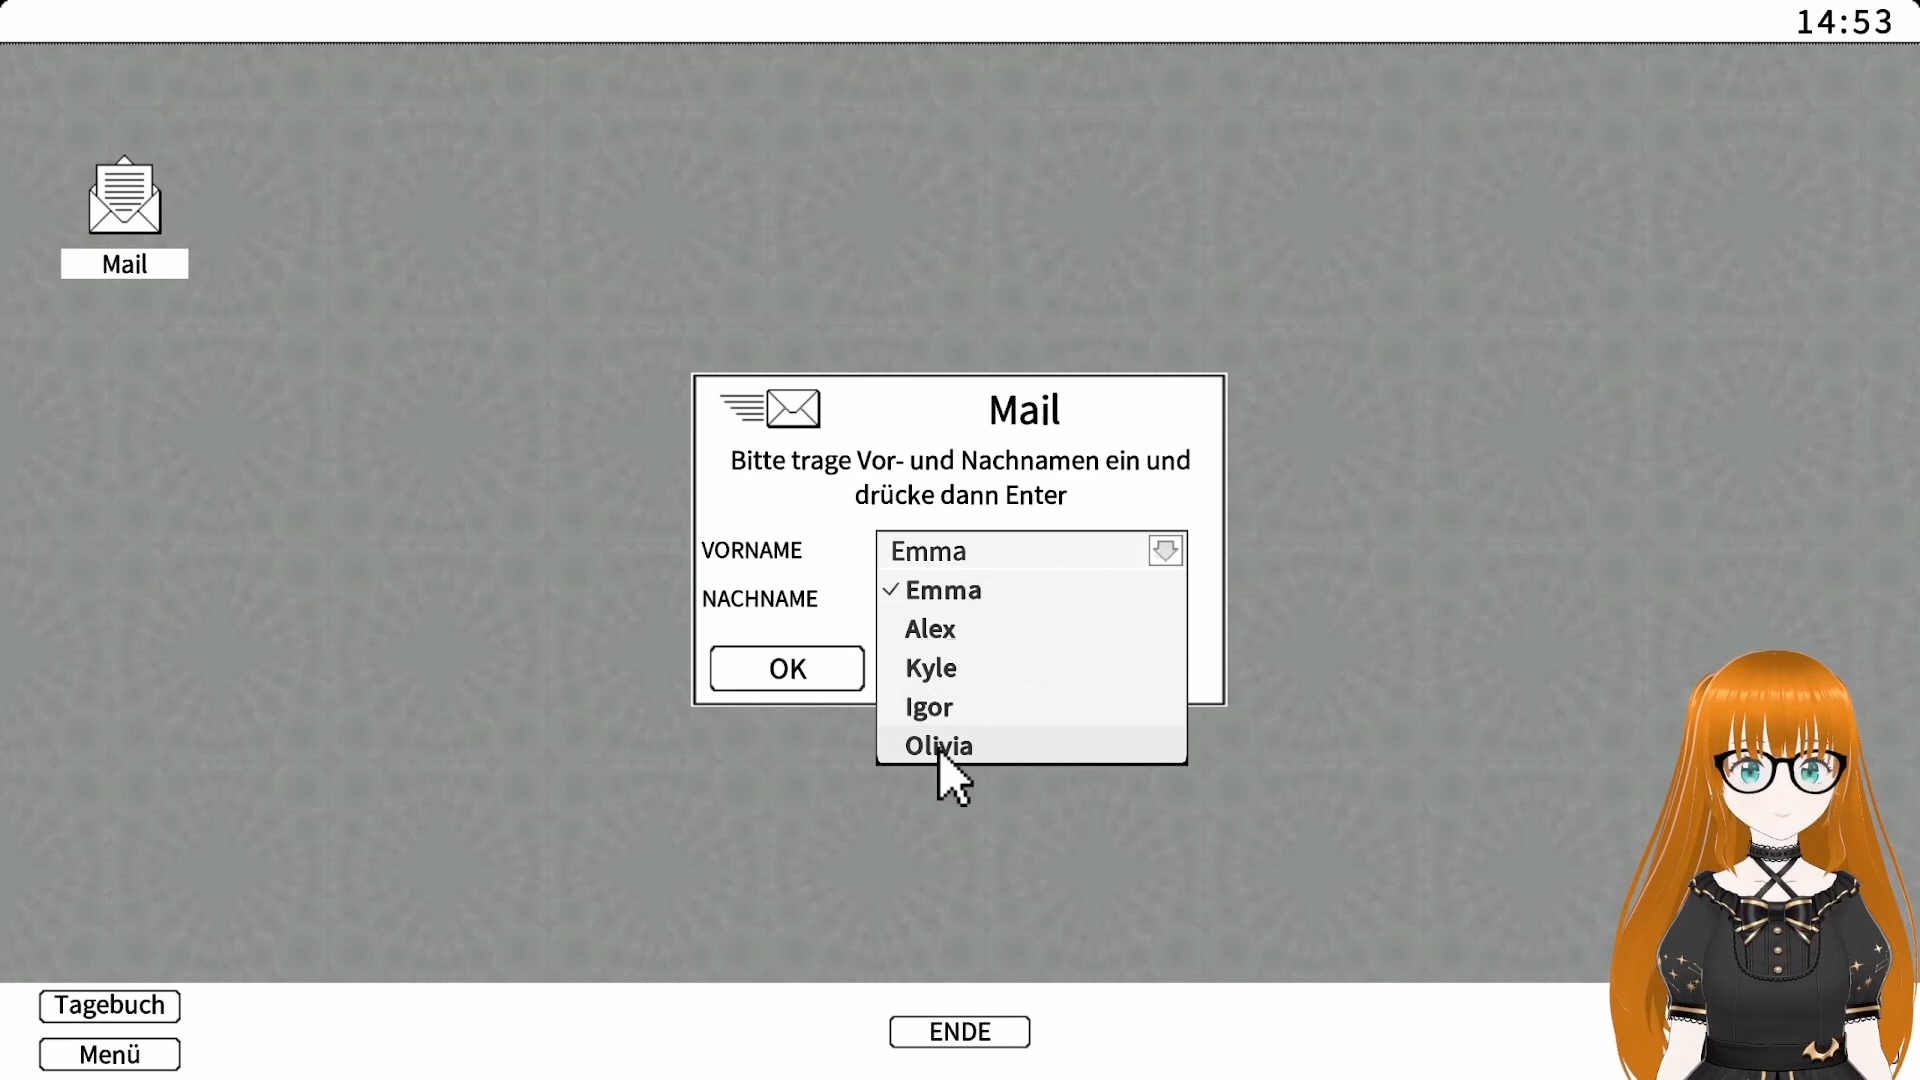 14:53
Mail
Mail
Bitte trage Vor- und Nachnamen ein und
drücke dann Enter
VORNAME
Emma
Emma
NACHNAME
Alex
Kyle
OK
Igor
Olivia
Tagebuch
ENDE
Menü